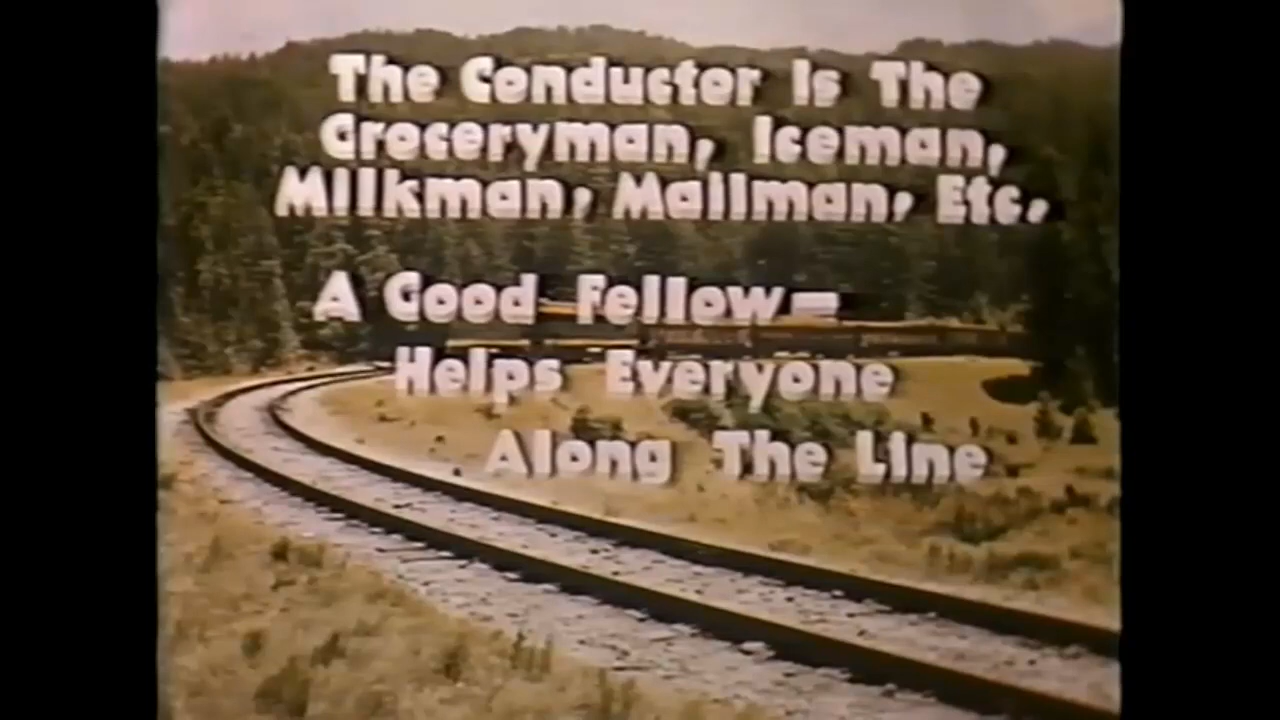 The Conductor Is The
Groceryman, Iceman,
Milkman, Mailman, Etc.
A Good Fellow=
Helps Everyone
Along The Line